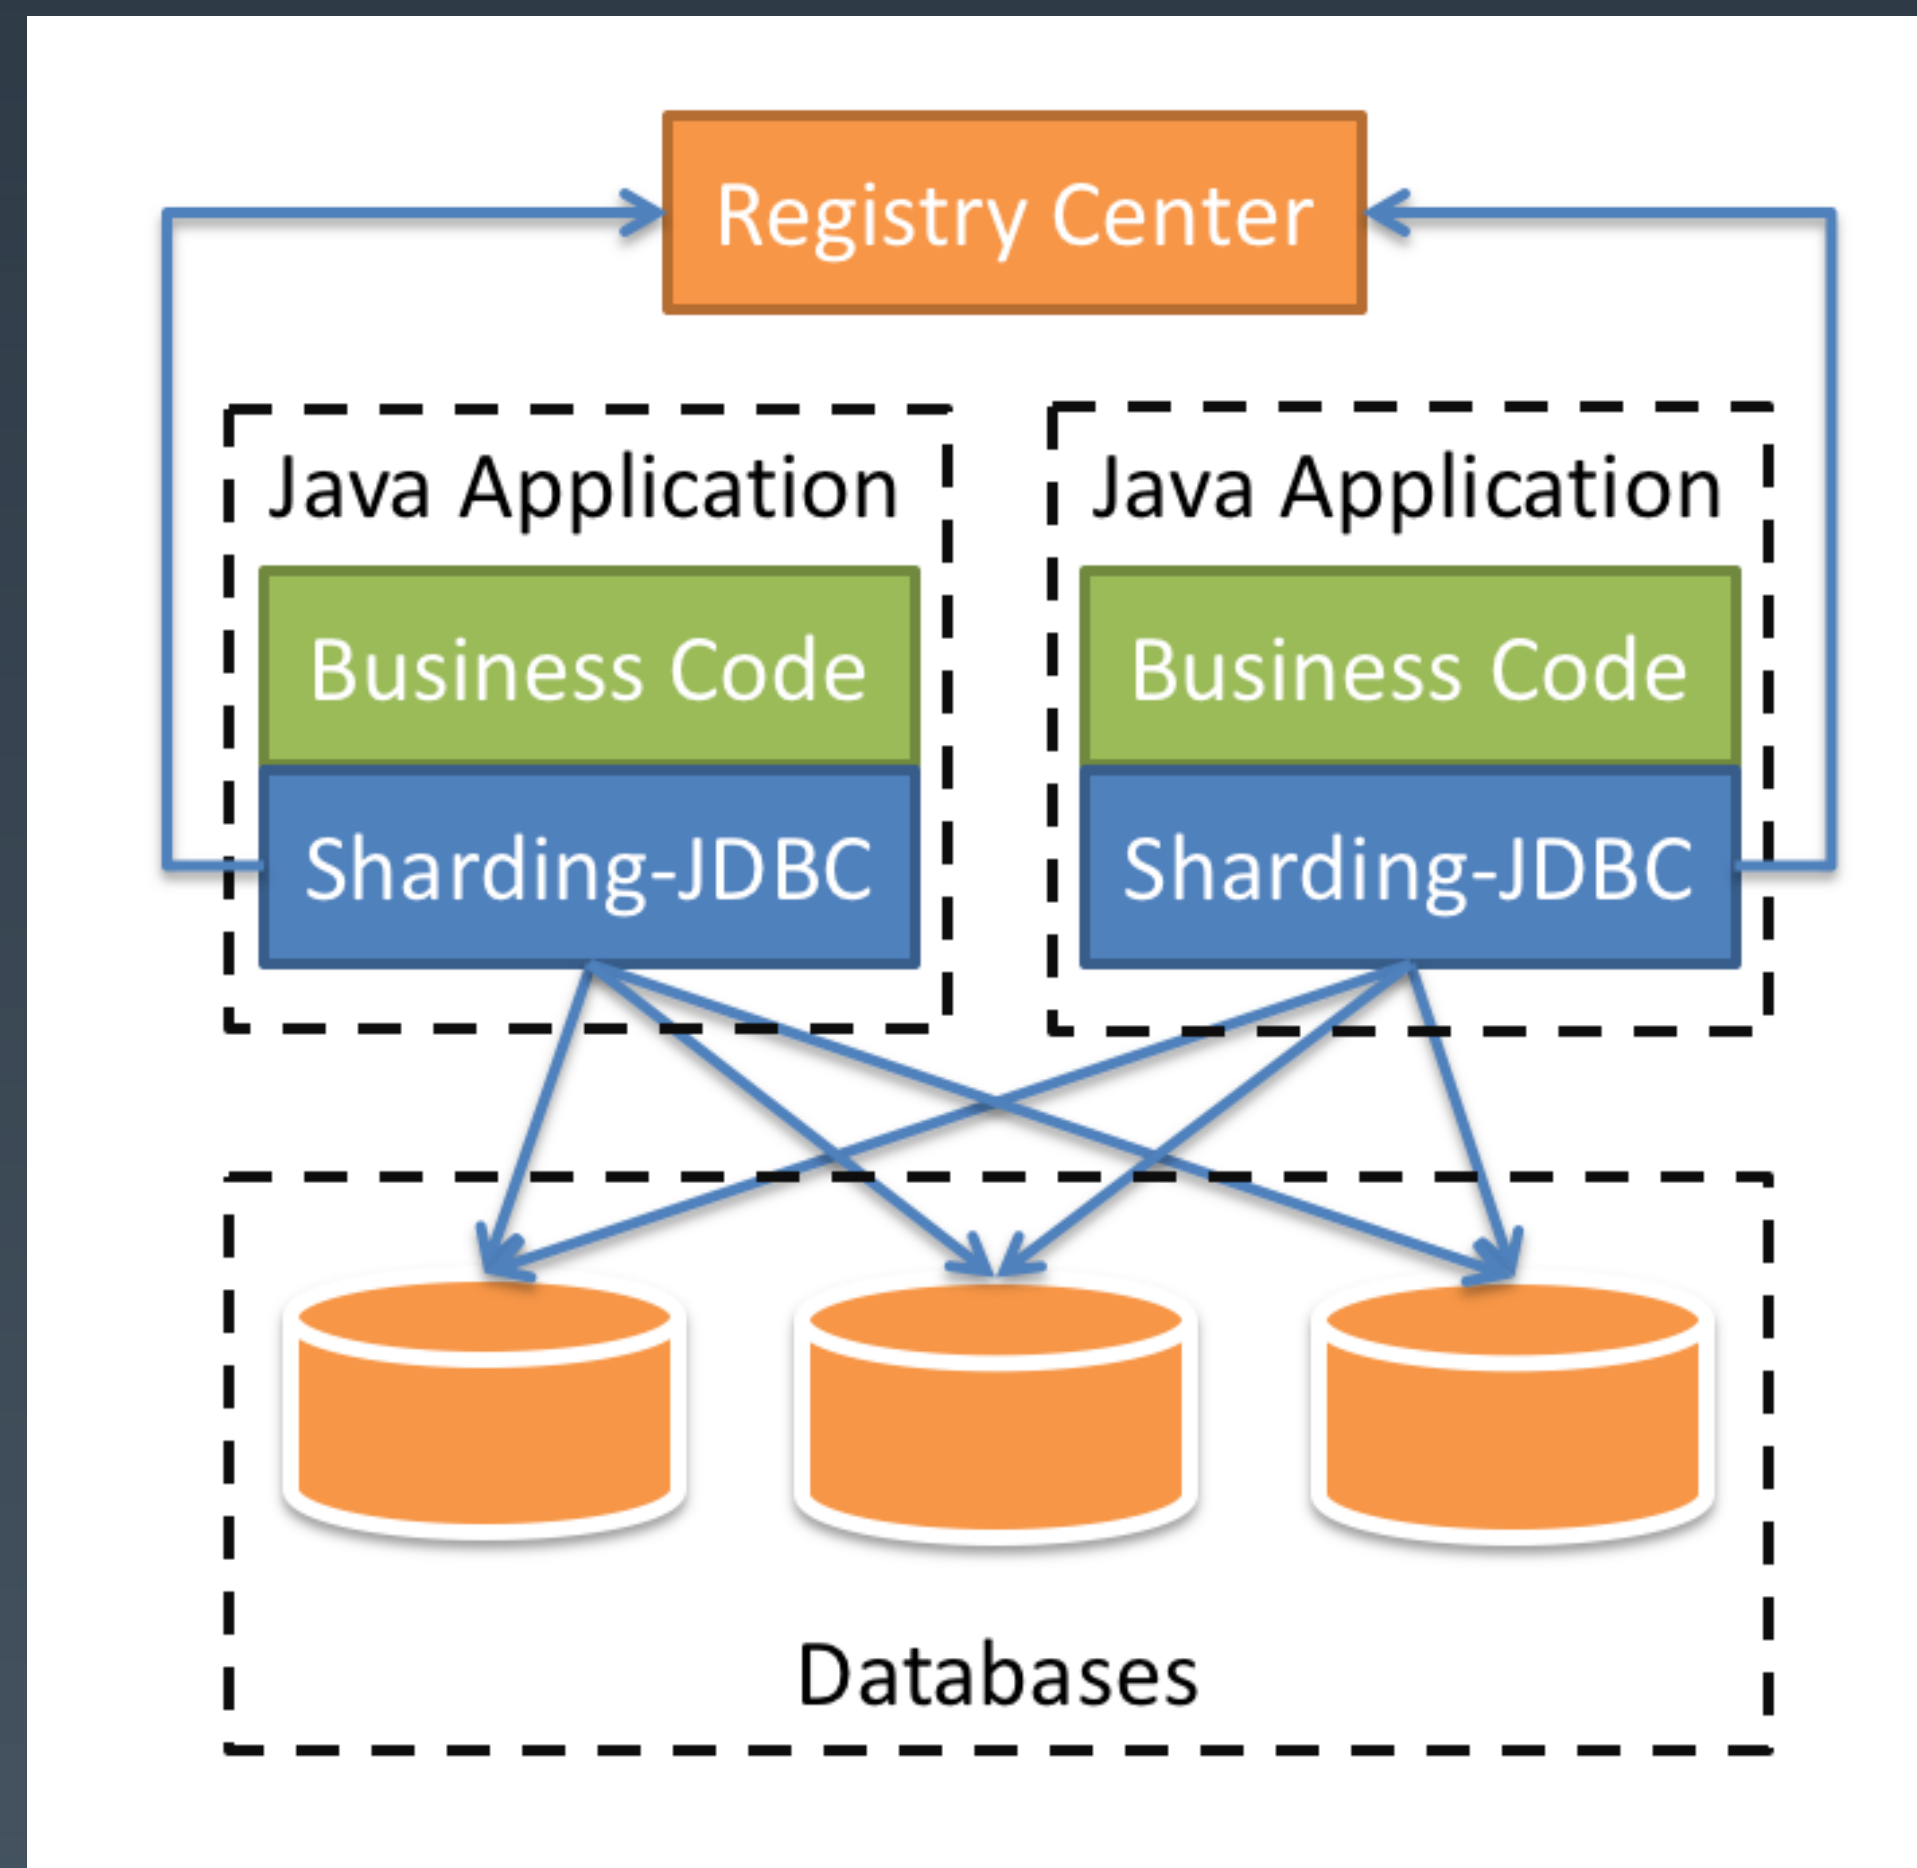 Registry Center
Java Application
Business Code
Sharding-JDBC
Java Application
Business Code
Sharding-JDBC
Databases